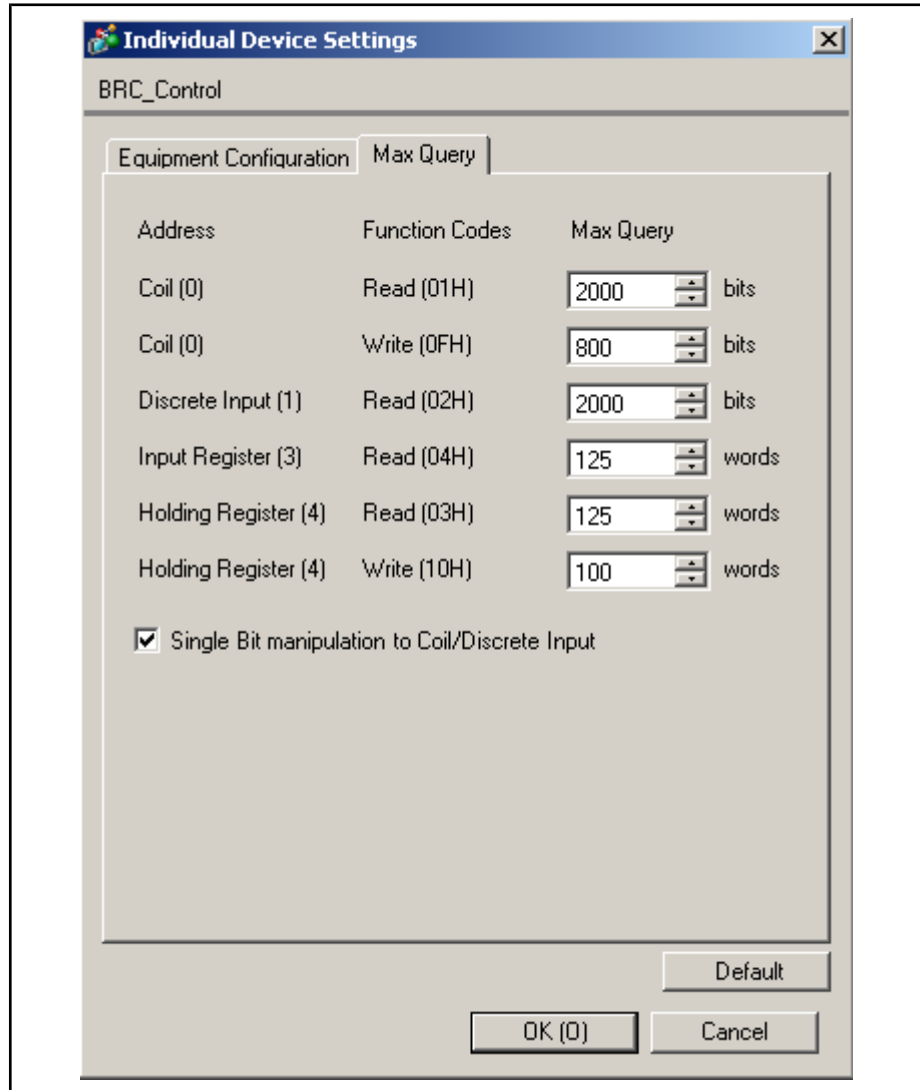 Individual Device Settings
BRC_Control
Equipment Configuration Max Query
Address Function Codes Max Query
Coil (0) Read (01H) 2000 bits
Coil (0) Write (0FH) 800 bits
Discrete Input (1) Read (02H) 2000 bits
Input Register (3) Read (04H) 125 words
Holding Register (4) Read (03H) 125 words
Holding Register (4) Write (10H) 100 words
Single Bit manipulation to Coil/Discrete Input
Default
OK (O) Cancel